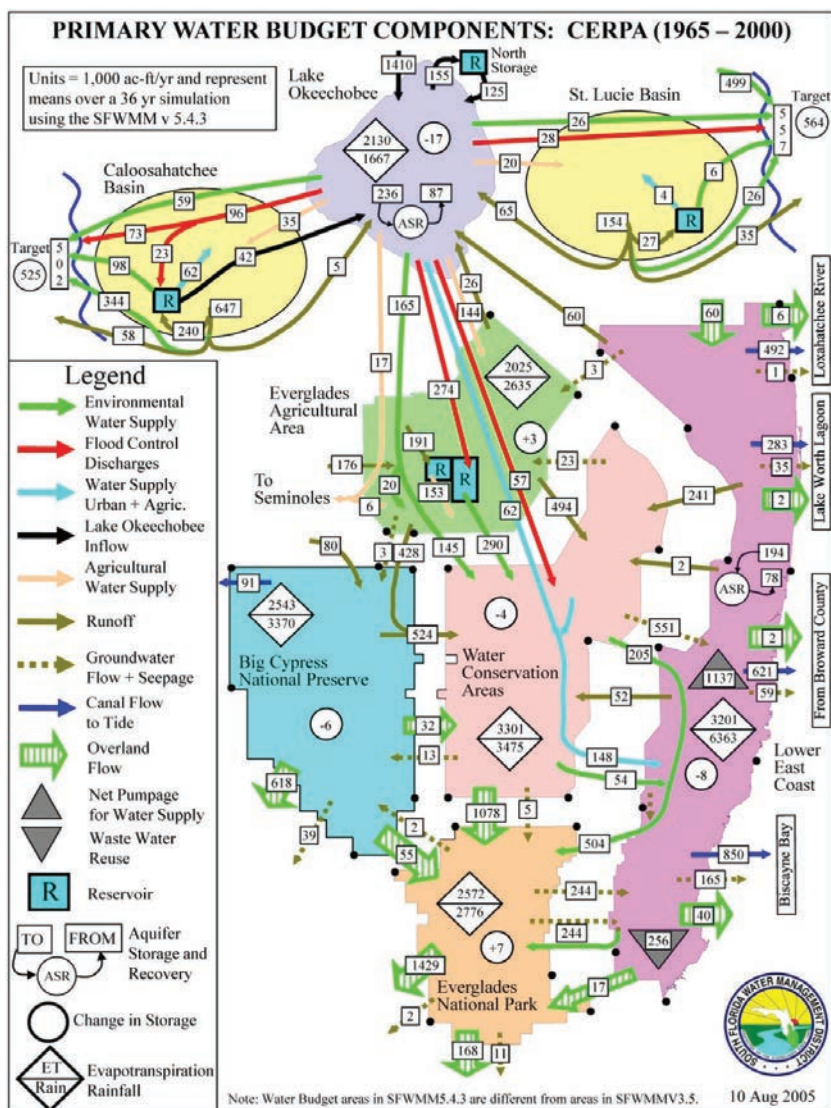 PRIMARY WATER BUDGET COMPONENTS: CERPA (1965 – 2000)
Units = 1,000 ac-ft/yr and represent
means over a 36 yr simulation
using the SFWMM v 5.4.3
Lake
Okeechobee
1410
155
R
North
Storage
125
2130
1667
-17
236
87
ASR
St. Lucie Basin
499
Target
564
557
26
28
20
6
4
R
26
65
154
27
35
Caloosahatchee
Basin
59
96
73
35
Target
525
502
23
98
62
42
R
344
647
240
58
5
165
26
144
60
17
274
3
60
6
492
1
Loxahatchee River
Legend
Environmental
Water Supply
Flood Control
Discharges
Water Supply
Urban + Agric.
Lake Okeechobee
Inflow
Agricultural
Water Supply
Runoff
Groundwater
Flow + Seepage
Canal Flow
to Tide
Overland
Flow
Net Pumpage
for Water Supply
Waste Water
Reuse
R
Reservoir
TO
FROM
ASR
Aquifer
Storage and
Recovery
Change in Storage
ET
Rain
Evapotranspiration
Rainfall
Everglades
Agricultural
Area
2025
2635
+3
191
176
R
R
153
20
To
Seminoles
6
23
57
494
62
241
283
35
2
Lake Worth Lagoon
80
3
428
145
290
2
194
78
ASR
91
2543
3370
524
Big Cypress
National Preserve
-6
-4
Water
Conservation
Areas
551
205
2
621
59
From Broward County
1137
3201
6363
-8
Lower
East
Coast
52
32
13
3301
3475
148
54
618
39
2
55
1078
5
504
850
165
40
Biscayne Bay
2572
2776
244
244
+7
256
1429
Everglades
National Park
17
2
168
11
SOUTH FLORIDA WATER MANAGEMENT DISTRICT
Note: Water Budget areas in SFWMM5.4.3 are different from areas in SFWMMV3.5.
10 Aug 2005